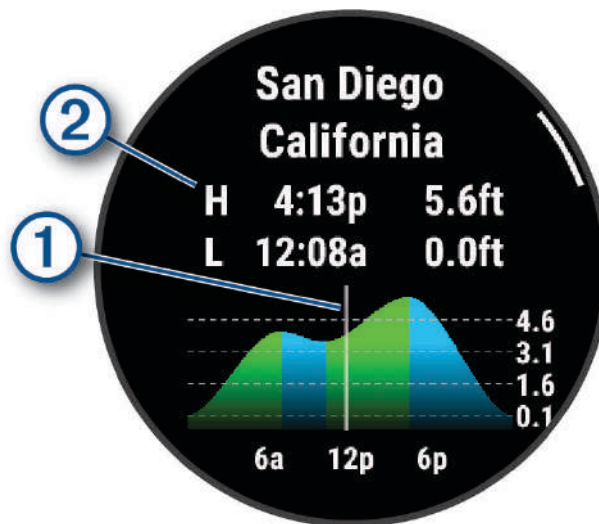 San Diego
California
2
H 4:13p 5.6ft
1
L 12:08a 0.0ft
4.6
3.1
1.6
0.1
6a 12p 6p